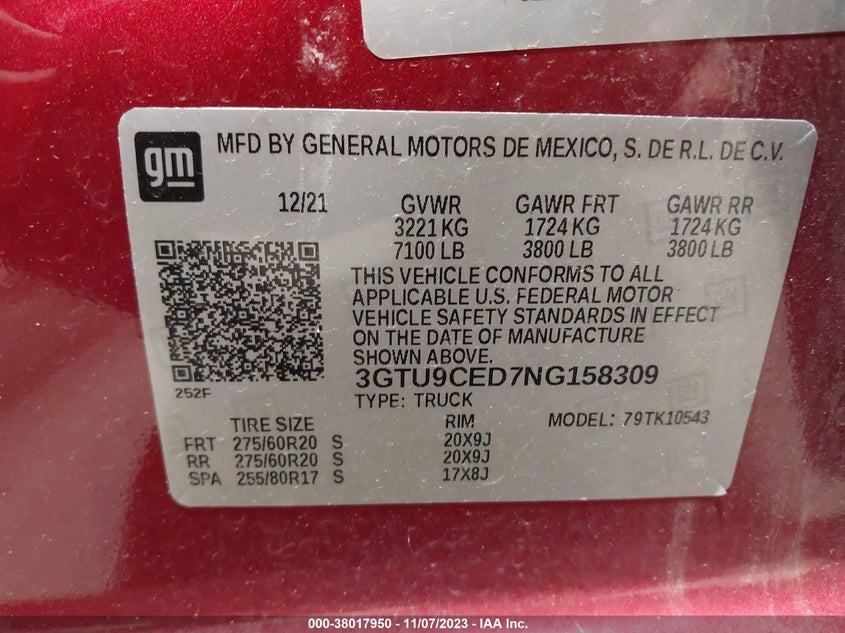 gm
MFD BY GENERAL MOTORS DE MEXICO, S. DE R.L. DE C.V.
12/21 GVWR GAWR FRT GAWR RR
3221 KG 1724 KG 1724 KG
7100 LB 3800 LB 3800 LB
THIS VEHICLE CONFORMS TO ALL
APPLICABLE U.S. FEDERAL MOTOR
VEHICLE SAFETY STANDARDS IN EFFECT
ON THE DATE OF MANUFACTURE
SHOWN ABOVE.
252F
3GTU9CED7NG158309
TYPE: TRUCK
TIRE SIZE RIM MODEL: 79TK10543
FRT 275/60R20 S 20X9J
RR 275/60R20 S 20X9J
SPA 255/80R17 S 17X8J
000-38017950 - 11/07/2023 - IAA Inc.